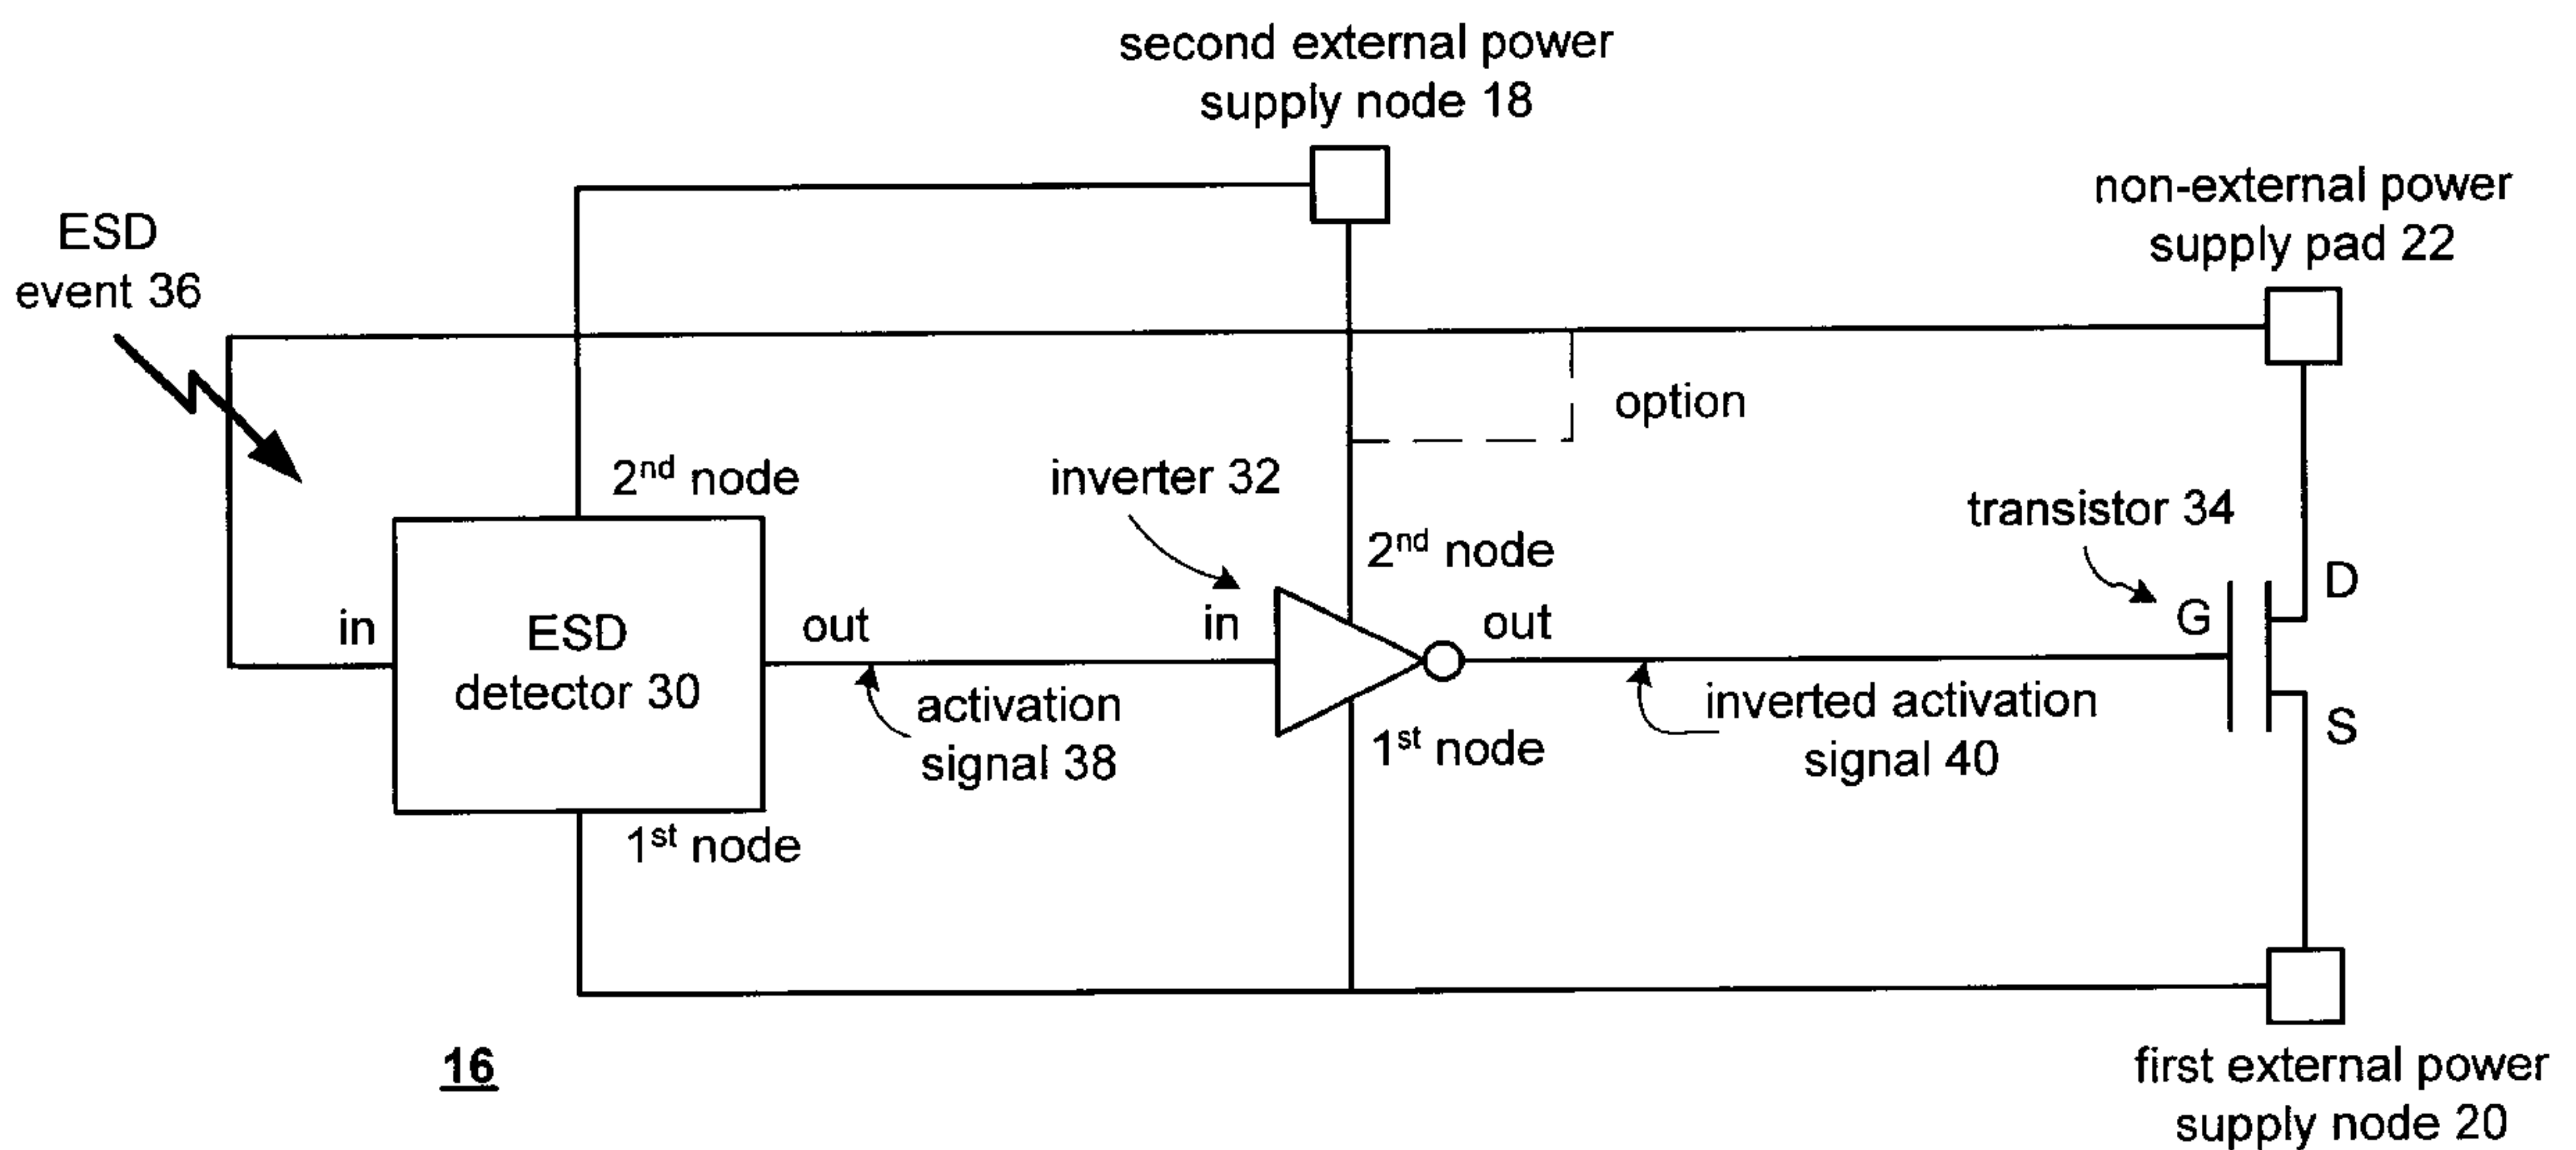 second external power
supply node 18
non-external power
supply pad 22
ESD
event 36
option
2nd node
inverter 32
transistor 34
2nd node
D
in
ESD
detector 30
out
in
out
G
activation
signal 38
inverted activation
signal 40
S
1st node
1st node
16
first external power
supply node 20